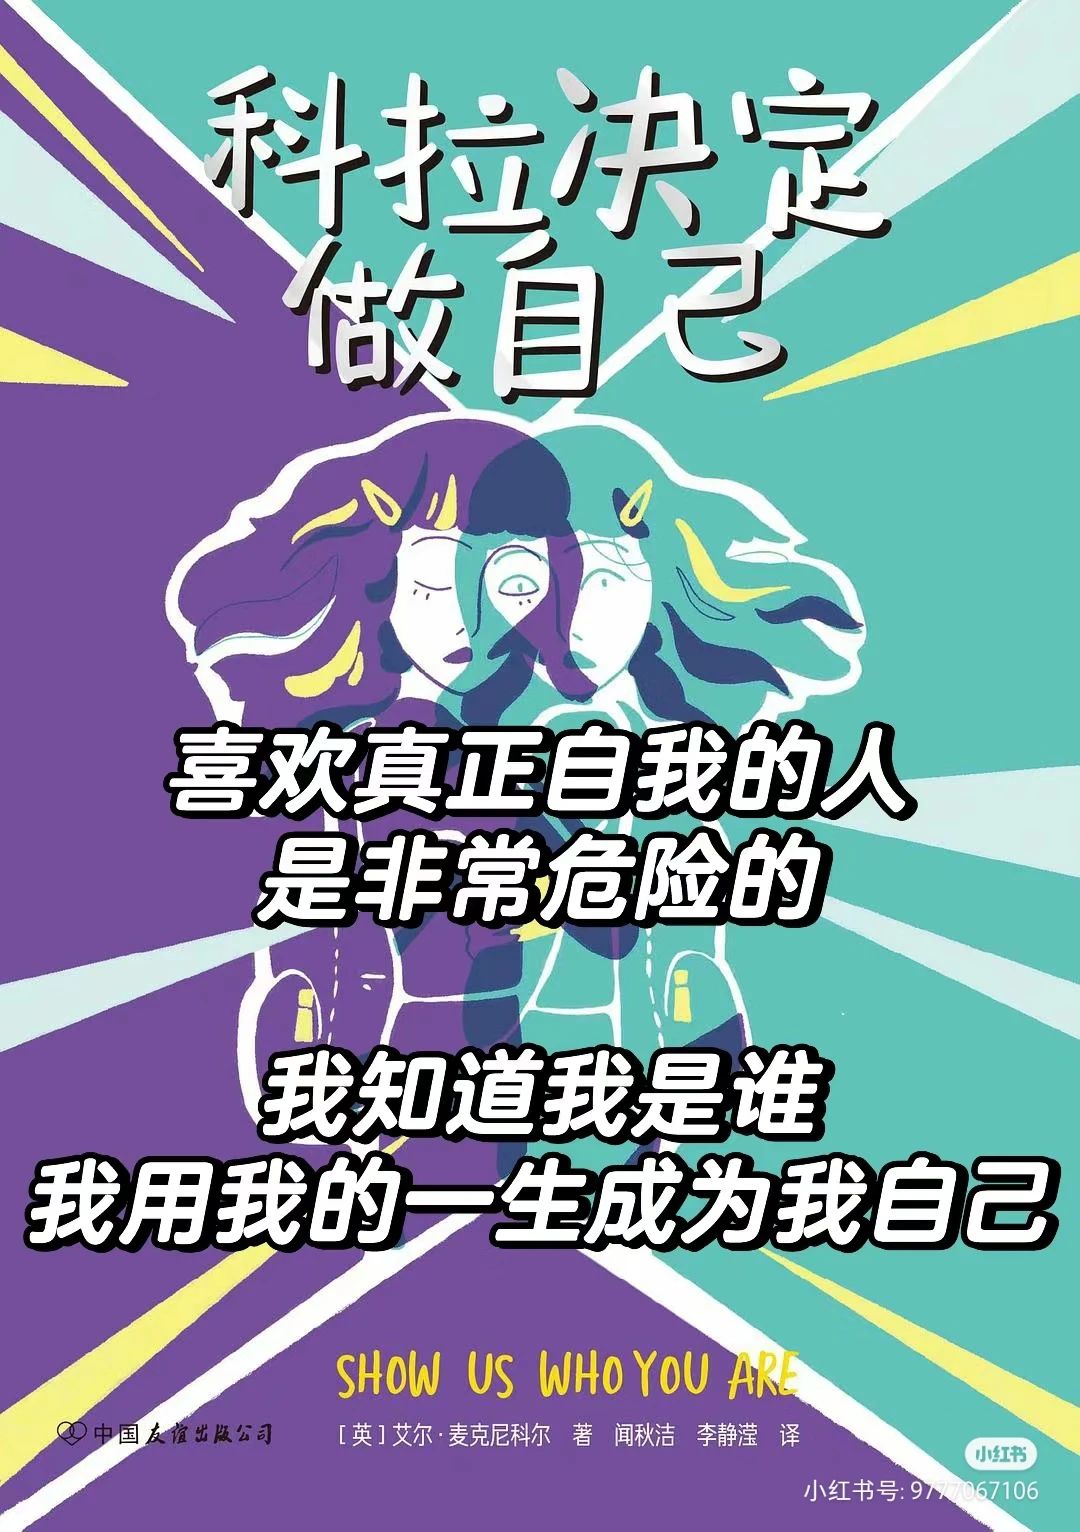 科拉决定
做自己
喜欢真正自我的人
是非常危险的
我知道我是谁
我用我的一生成为我自己
SHOW US WHO YOU ARE
中国友谊出版公司
[英]艾尔·麦克尼科尔 著 闻秋洁 李静滢 译
小红书
小红书号: 9777067106